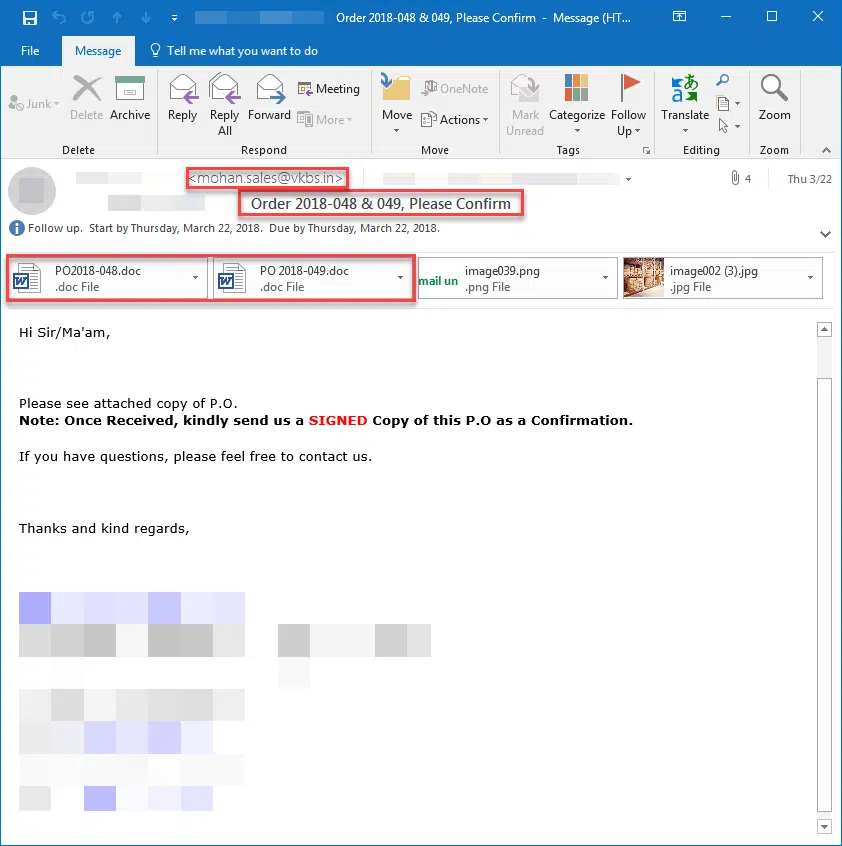 Order 2018-048 & 049, Please Confirm - Message (HT...
File Message Tell me what you want to do
Junk Delete Archive Reply Reply All Forward Meeting More Move OneNote Actions Mark Unread Categorize Follow Up Translate Zoom
Delete Respond Move Tags Editing Zoom
<mohan.sales@vkbs.in> 4 Thu 3/22
Order 2018-048 & 049, Please Confirm
Follow up. Start by Thursday, March 22, 2018. Due by Thursday, March 22, 2018.
PO2018-048.doc PO 2018-049.doc image039.png image002 (3).jpg
.doc File .doc File mail un .png File .jpg File
Hi Sir/Ma'am,
Please see attached copy of P.O.
Note: Once Received, kindly send us a SIGNED Copy of this P.O as a Confirmation.
If you have questions, please feel free to contact us.
Thanks and kind regards,